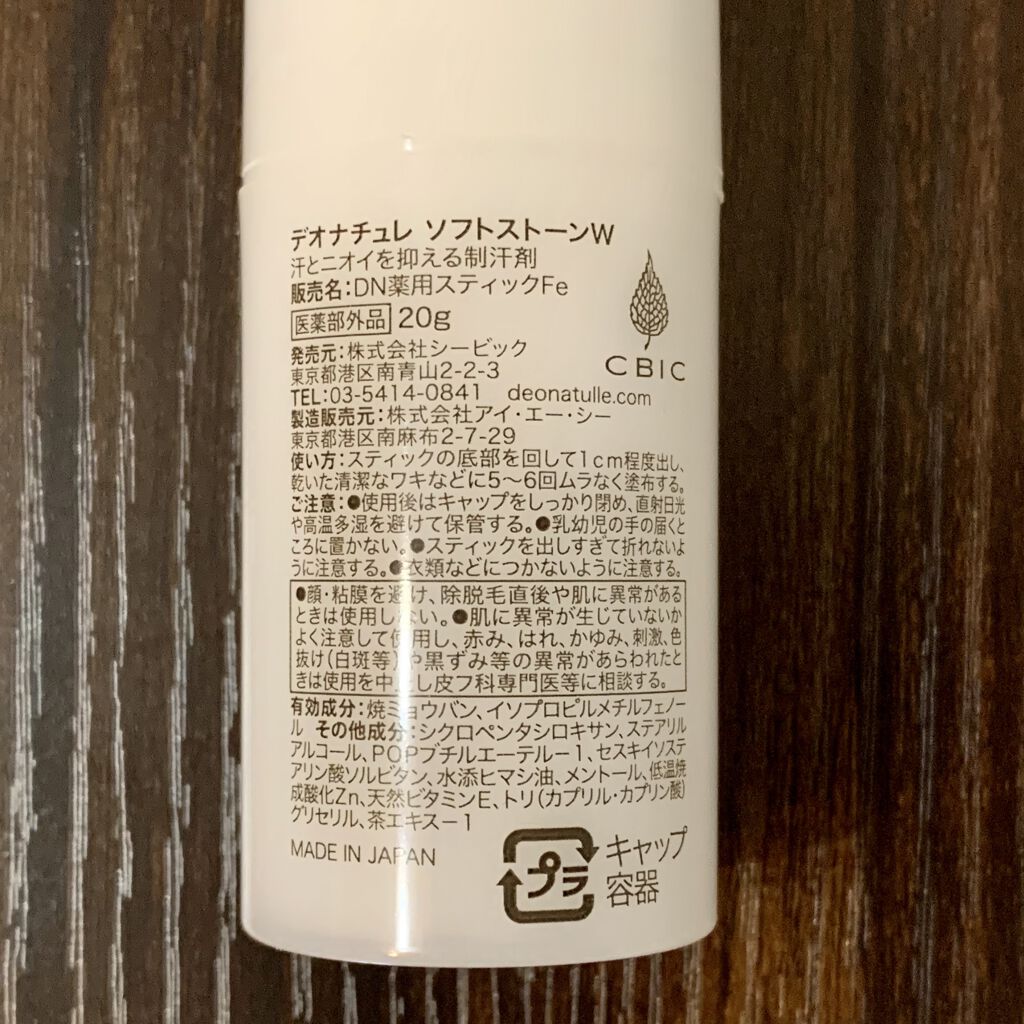 デオナチュレ ソフトストーンW
汗とニオイを抑える制汗剤
販売名:DN薬用スティックFe
医薬部外品 20g
CBIC
発売元:株式会社シービック
東京都港区南青山2-2-3
TEL:03-5414-0841 deonatulle.com
製造販売元:株式会社アイ・エー・シー
東京都港区南麻布2-7-29
使い方:スティックの底部を回して1cm程度出し、
乾いた清潔なワキなどに5〜6回ムラなく塗布する。
ご注意:●使用後はキャップをしっかり閉め、直射日光
や高温多湿を避けて保管する。●乳幼児の手の届くと
ころに置かない。●スティックを出しすぎて折れないよ
うに注意する。●衣類などにつかないように注意する。
●顔・粘膜を避け、除脱毛直後や肌に異常がある
ときは使用しない。●肌に異常が生じていないか
よく注意して使用し、赤み、はれ、かゆみ、刺激、色
抜け(白斑等)や黒ずみ等の異常があらわれたと
きは使用を中止し皮フ科専門医等に相談する。
有効成分:焼ミョウバン、イソプロピルメチルフェノー
ル その他成分:シクロペンタシロキサン、ステアリル
アルコール、POPブチルエーテル-1、セスキイソステ
アリン酸ソルビタン、水添ヒマシ油、メントール、低温焼
成酸化Zn、天然ビタミンE、トリ(カプリル・カプリン酸)
グリセリル、茶エキス-1
MADE IN JAPAN
プラ
キャップ
容器